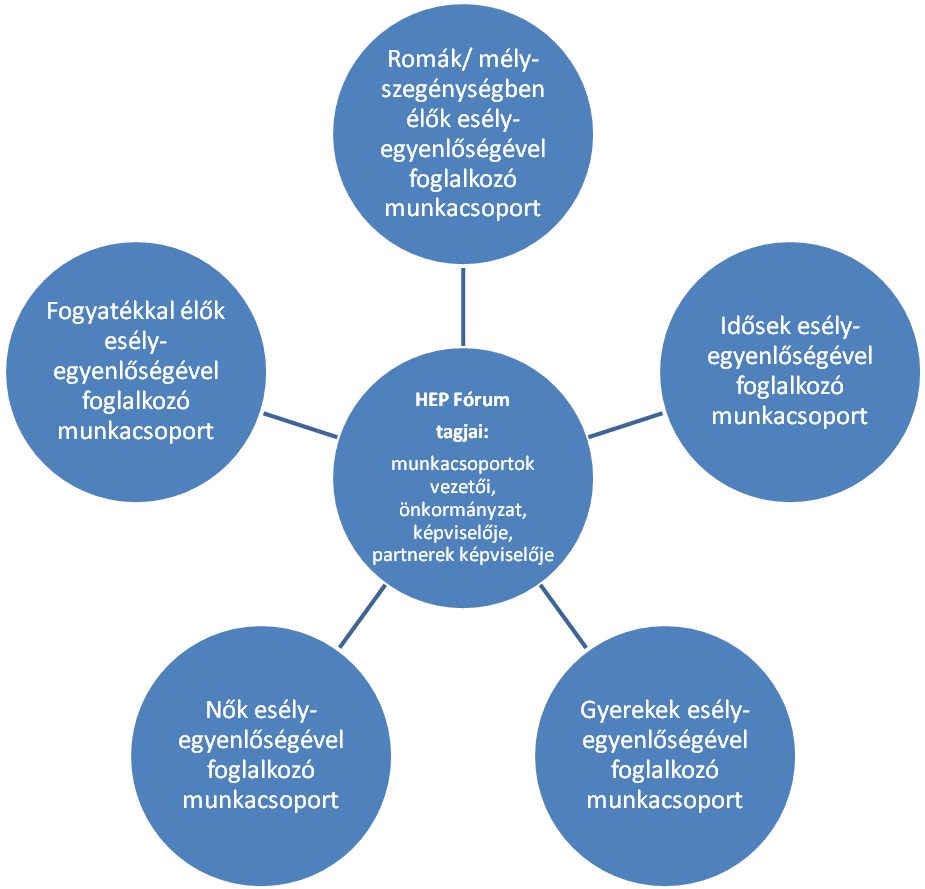 Romák/ mély-
szegénységben
élők esély-
egyenlőségével
foglalkozó
munkacsoport
Fogyatékkal élők
esély-
egyenlőségével
foglalkozó
munkacsoport
Idősek esély-
egyenlőségével
foglalkozó
munkacsoport
HEP Fórum
tagjai:
munkacsoportok
vezetői,
önkormányzat,
képviselője,
partnerek képviselője
Nők esély-
egyenlőségével
foglalkozó
munkacsoport
Gyerekek esély-
egyenlőségével
foglalkozó
munkacsoport